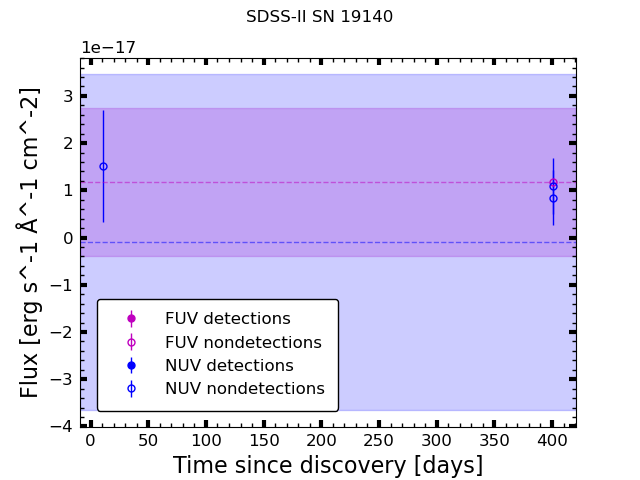 SDSS-II SN 19140
1e−17
Flux [erg s^-1 Å^-1 cm^-2]
3
2
1
0
−1
−2
−3
−4
FUV detections
FUV nondetections
NUV detections
NUV nondetections
0 50 100 150 200 250 300 350 400
Time since discovery [days]